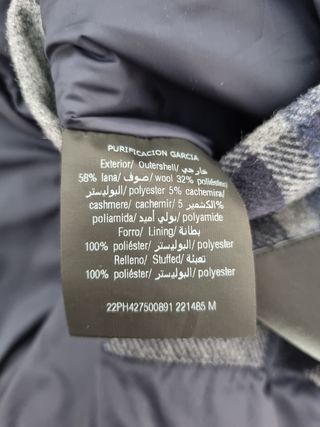 PURIFICACION GARCIA
Exterior/ Outershell/ خارجي/
58% lana/ صوف/ wool 32% poliéster/
البوليستر/ polyester 5% cachemira/
cashmere/ cachemir/ 5 الكشمير%
poliamida/ بولي أميد/ polyamide
Forro/ Lining/ بطانة/
100% poliéster/ البوليستر/ polyester
Relleno/ Stuffed/ تعبئة/
100% poliéster/ البوليستر/ polyester
22PH427500891 221485 M